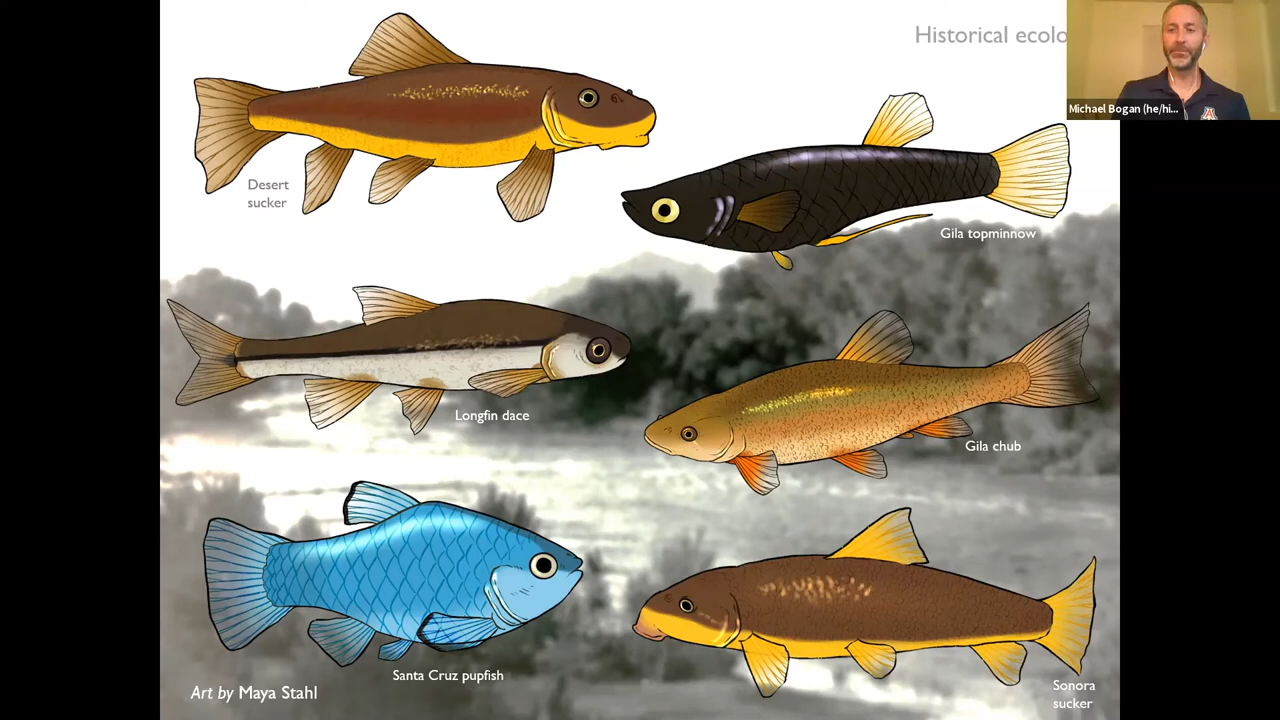 Historical ecolo
Michael Bogan (he/hi...
Desert
sucker
Gila topminnow
Longfin dace
Gila chub
Santa Cruz pupfish
Art by Maya Stahl
Sonora
sucker